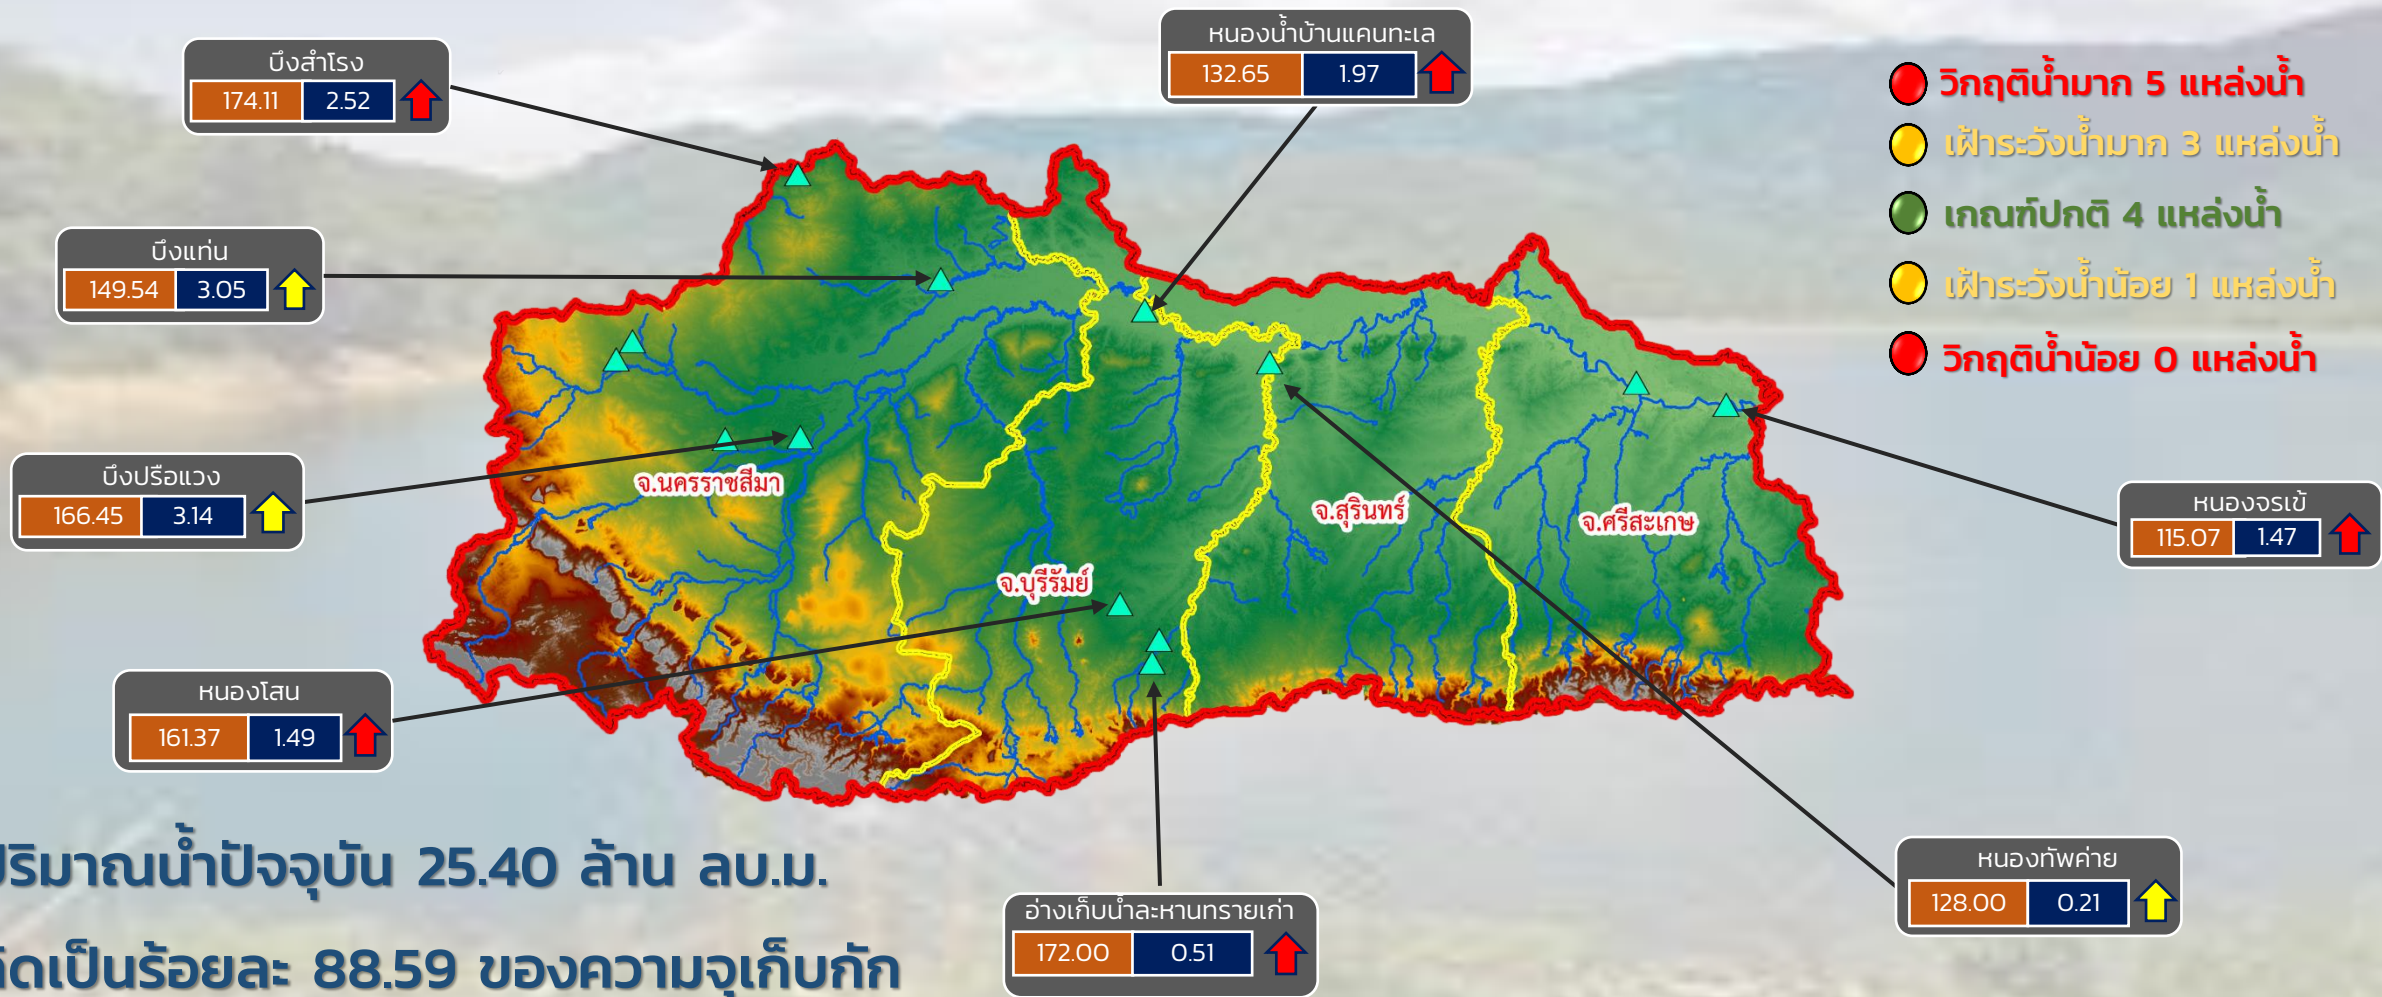 หนองน้ำบ้านแคนทะเล
132.65 1.97
บึงสำโรง
174.11 2.52
วิกฤติน้ำมาก 5 แหล่งน้ำ
เฝ้าระวังน้ำมาก 3 แหล่งน้ำ
เกณฑ์ปกติ 4 แหล่งน้ำ
เฝ้าระวังน้ำน้อย 1 แหล่งน้ำ
วิกฤติน้ำน้อย 0 แหล่งน้ำ
บึงแท่น
149.54 3.05
บึงปรือแวง
166.45 3.14
จ.นครราชสีมา
จ.สุรินทร์
จ.ศรีสะเกษ
จ.บุรีรัมย์
หนองจรเข้
115.07 1.47
หนองโสน
161.37 1.49
หนองทัพค่าย
128.00 0.21
อ่างเก็บน้ำละหานทรายเก่า
172.00 0.51
ปริมาณน้ำปัจจุบัน 25.40 ล้าน ลบ.ม.
คิดเป็นร้อยละ 88.59 ของความจุเก็บกัก